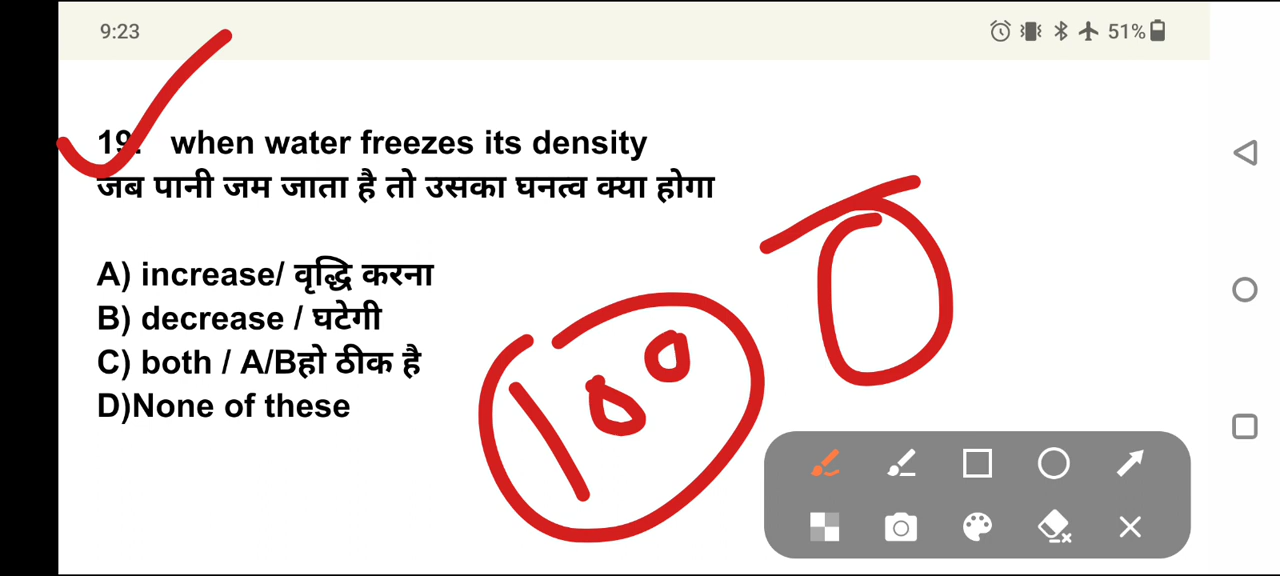 9:23 51%
19. when water freezes its density
जब पानी जम जाता है तो उसका घनत्व क्या होगा
A) increase/ वृद्धि करना
B) decrease / घटेगी
C) both / A/Bहो ठीक है
D)None of these
100
0